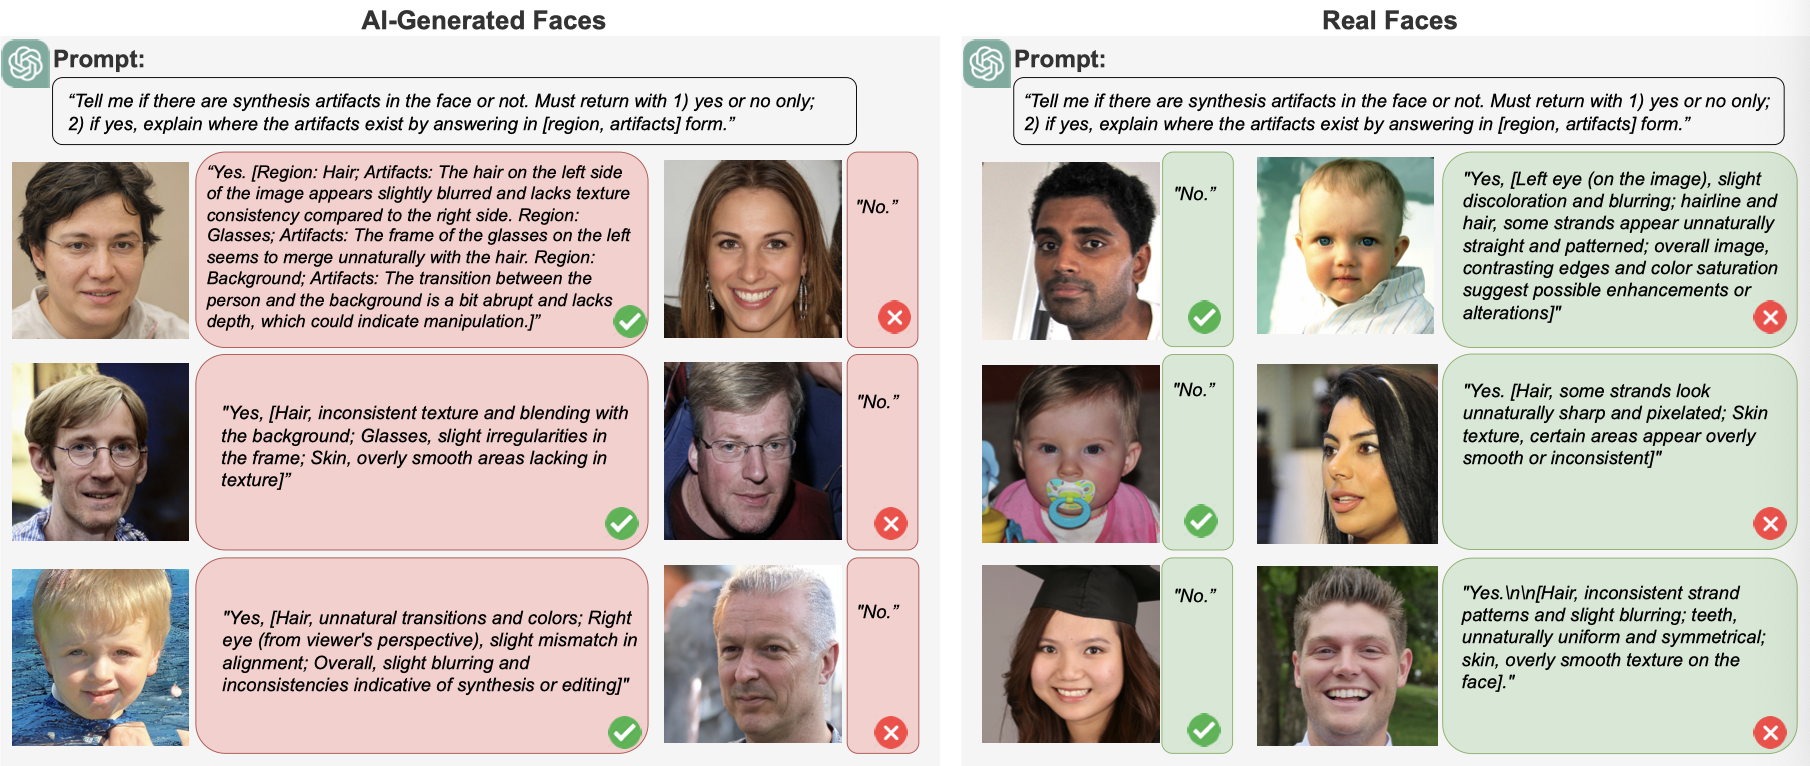 AI-Generated Faces
Prompt:
“Tell me if there are synthesis artifacts in the face or not. Must return with 1) yes or no only;
2) if yes, explain where the artifacts exist by answering in [region, artifacts] form.”
“Yes. [Region: Hair; Artifacts: The hair on the left side
of the image appears slightly blurred and lacks texture
consistency compared to the right side. Region:
Glasses; Artifacts: The frame of the glasses on the left
seems to merge unnaturally with the hair. Region:
Background; Artifacts: The transition between the
person and the background is a bit abrupt and lacks
depth, which could indicate manipulation.]”
"No.”
"Yes, [Hair, inconsistent texture and blending with
the background; Glasses, slight irregularities in
the frame; Skin, overly smooth areas lacking in
texture]”
"No.”
"Yes, [Hair, unnatural transitions and colors; Right
eye (from viewer's perspective), slight mismatch in
alignment; Overall, slight blurring and
inconsistencies indicative of synthesis or editing]"
"No.”
Real Faces
Prompt:
“Tell me if there are synthesis artifacts in the face or not. Must return with 1) yes or no only;
2) if yes, explain where the artifacts exist by answering in [region, artifacts] form.”
"No.”
"Yes, [Left eye (on the image), slight
discoloration and blurring; hairline and
hair, some strands appear unnaturally
straight and patterned; overall image,
contrasting edges and color saturation
suggest possible enhancements or
alterations]"
"No.”
"Yes. [Hair, some strands look
unnaturally sharp and pixelated; Skin
texture, certain areas appear overly
smooth or inconsistent]"
"No.”
"Yes.\n\n[Hair, inconsistent strand
patterns and slight blurring; teeth,
unnaturally uniform and symmetrical;
skin, overly smooth texture on the
face]."